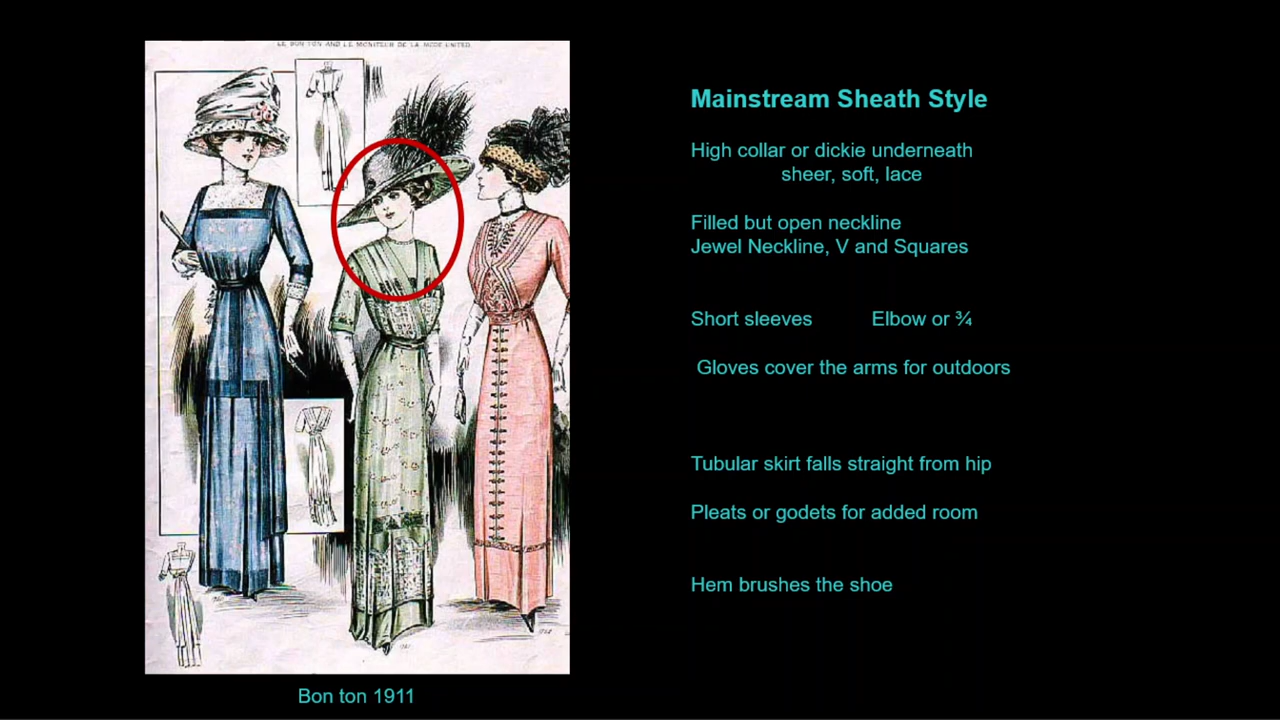 LE BON TON AND LE MONITEUR DE LA MODE UNITED
Mainstream Sheath Style
High collar or dickie underneath
sheer, soft, lace
Filled but open neckline
Jewel Neckline, V and Squares
Short sleeves Elbow or ¾
Gloves cover the arms for outdoors
Tubular skirt falls straight from hip
Pleats or godets for added room
Hem brushes the shoe
Bon ton 1911